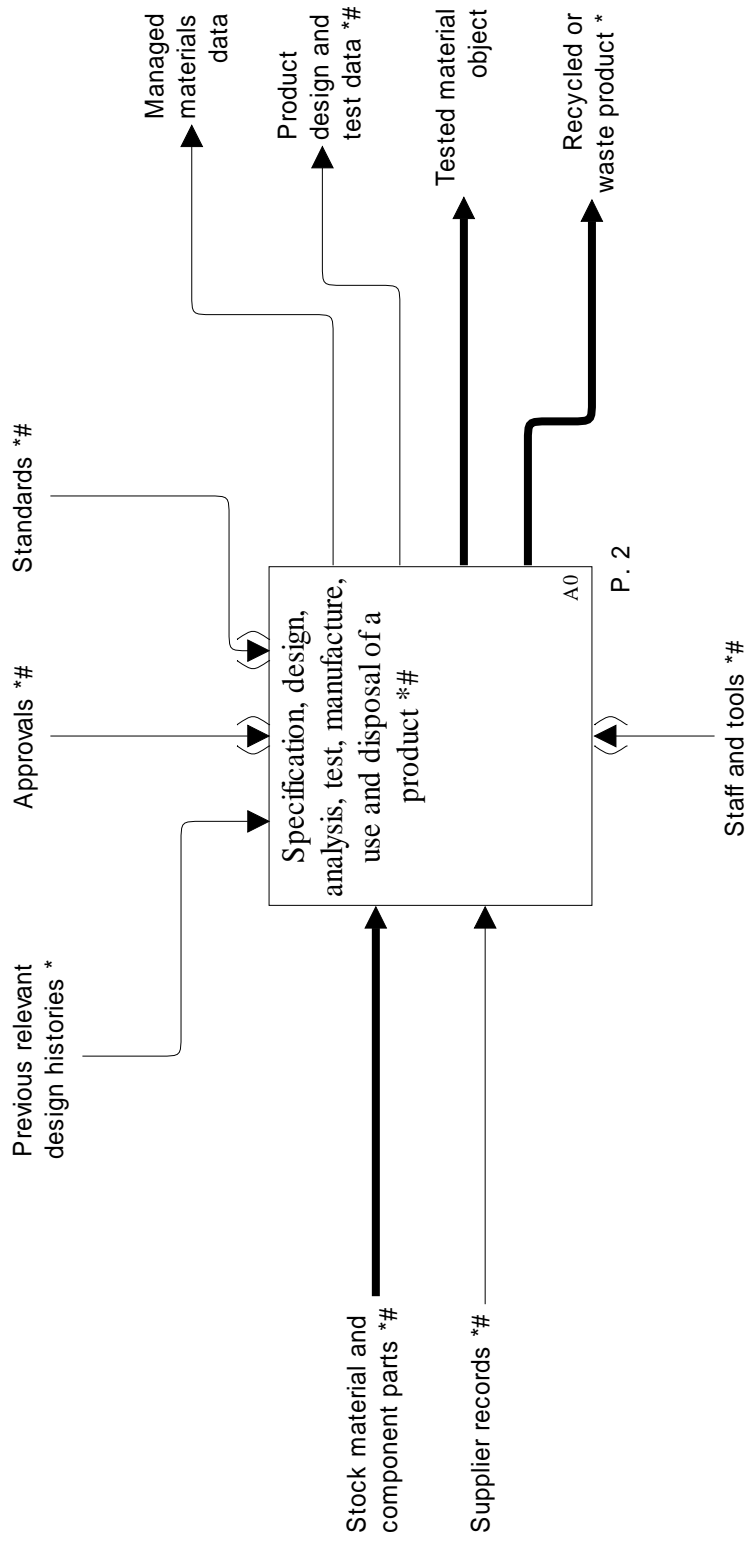 Previous relevant
design histories *
Approvals *#
Standards *#
Stock material and
component parts *#
Supplier records *#
Specification, design,
analysis, test, manufacture,
use and disposal of a
product *#
A0
P. 2
Managed
materials
data
Product
design and
test data *#
Tested material
object
Recycled or
waste product *
Staff and tools *#